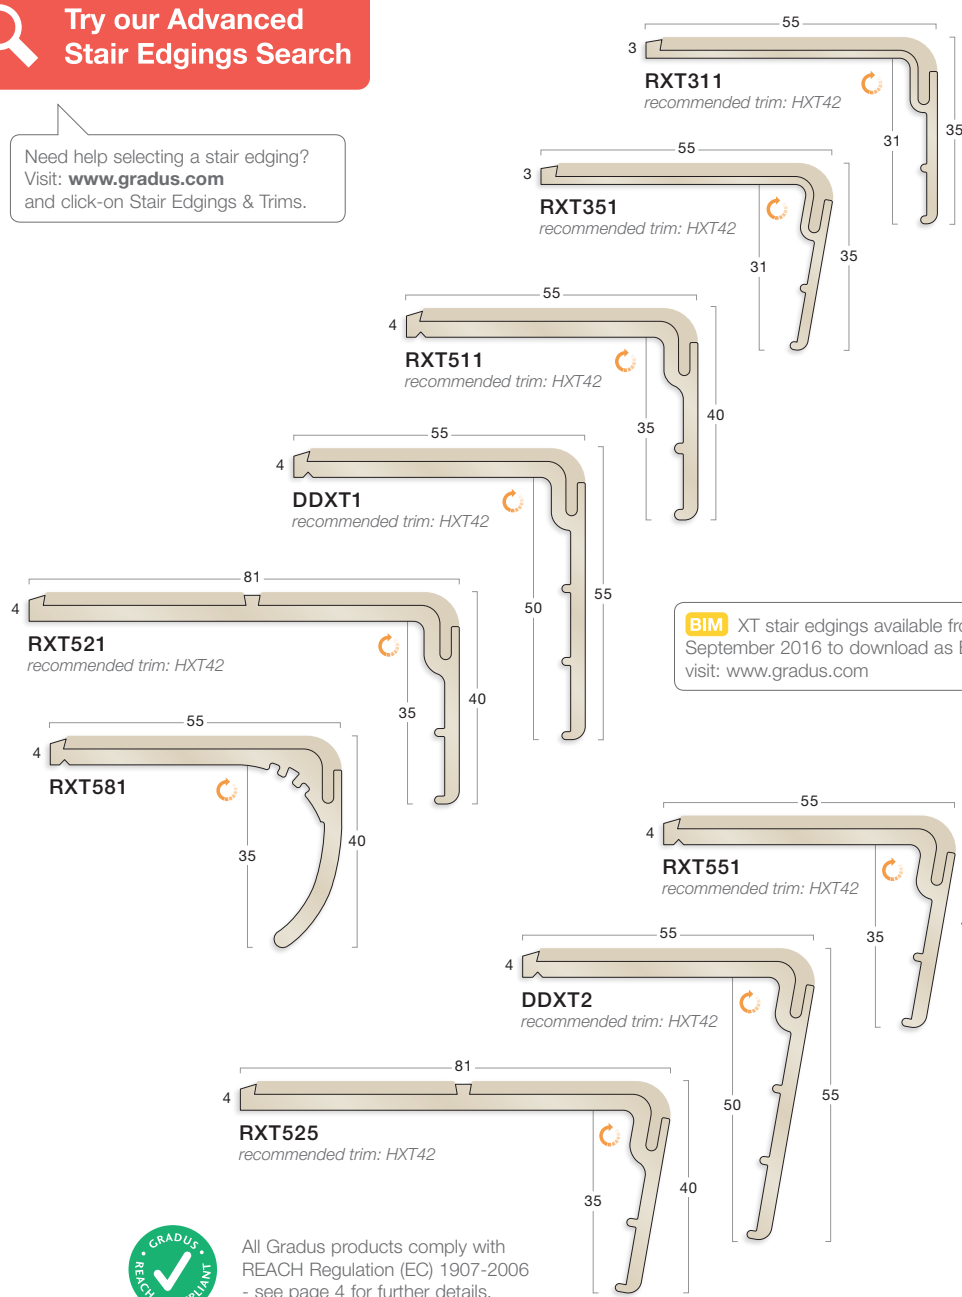 Try our Advanced
Stair Edgings Search
Need help selecting a stair edging?
Visit: www.gradus.com
and click-on Stair Edgings & Trims.
55
3
RXT311
recommended trim: HXT42
31
35
55
3
RXT351
recommended trim: HXT42
31
35
55
4
RXT511
recommended trim: HXT42
35
40
55
4
DDXT1
recommended trim: HXT42
50
55
81
4
RXT521
recommended trim: HXT42
35
40
BIM XT stair edgings available
September 2016 to download as
visit: www.gradus.com
55
4
RXT581
35
40
55
4
RXT551
recommended trim: HXT42
35
55
4
DDXT2
recommended trim: HXT42
50
55
81
4
RXT525
recommended trim: HXT42
35
40
GRADUS
REACH
All Gradus products comply with
REACH Regulation (EC) 1907-2006
- see page 4 for further details.